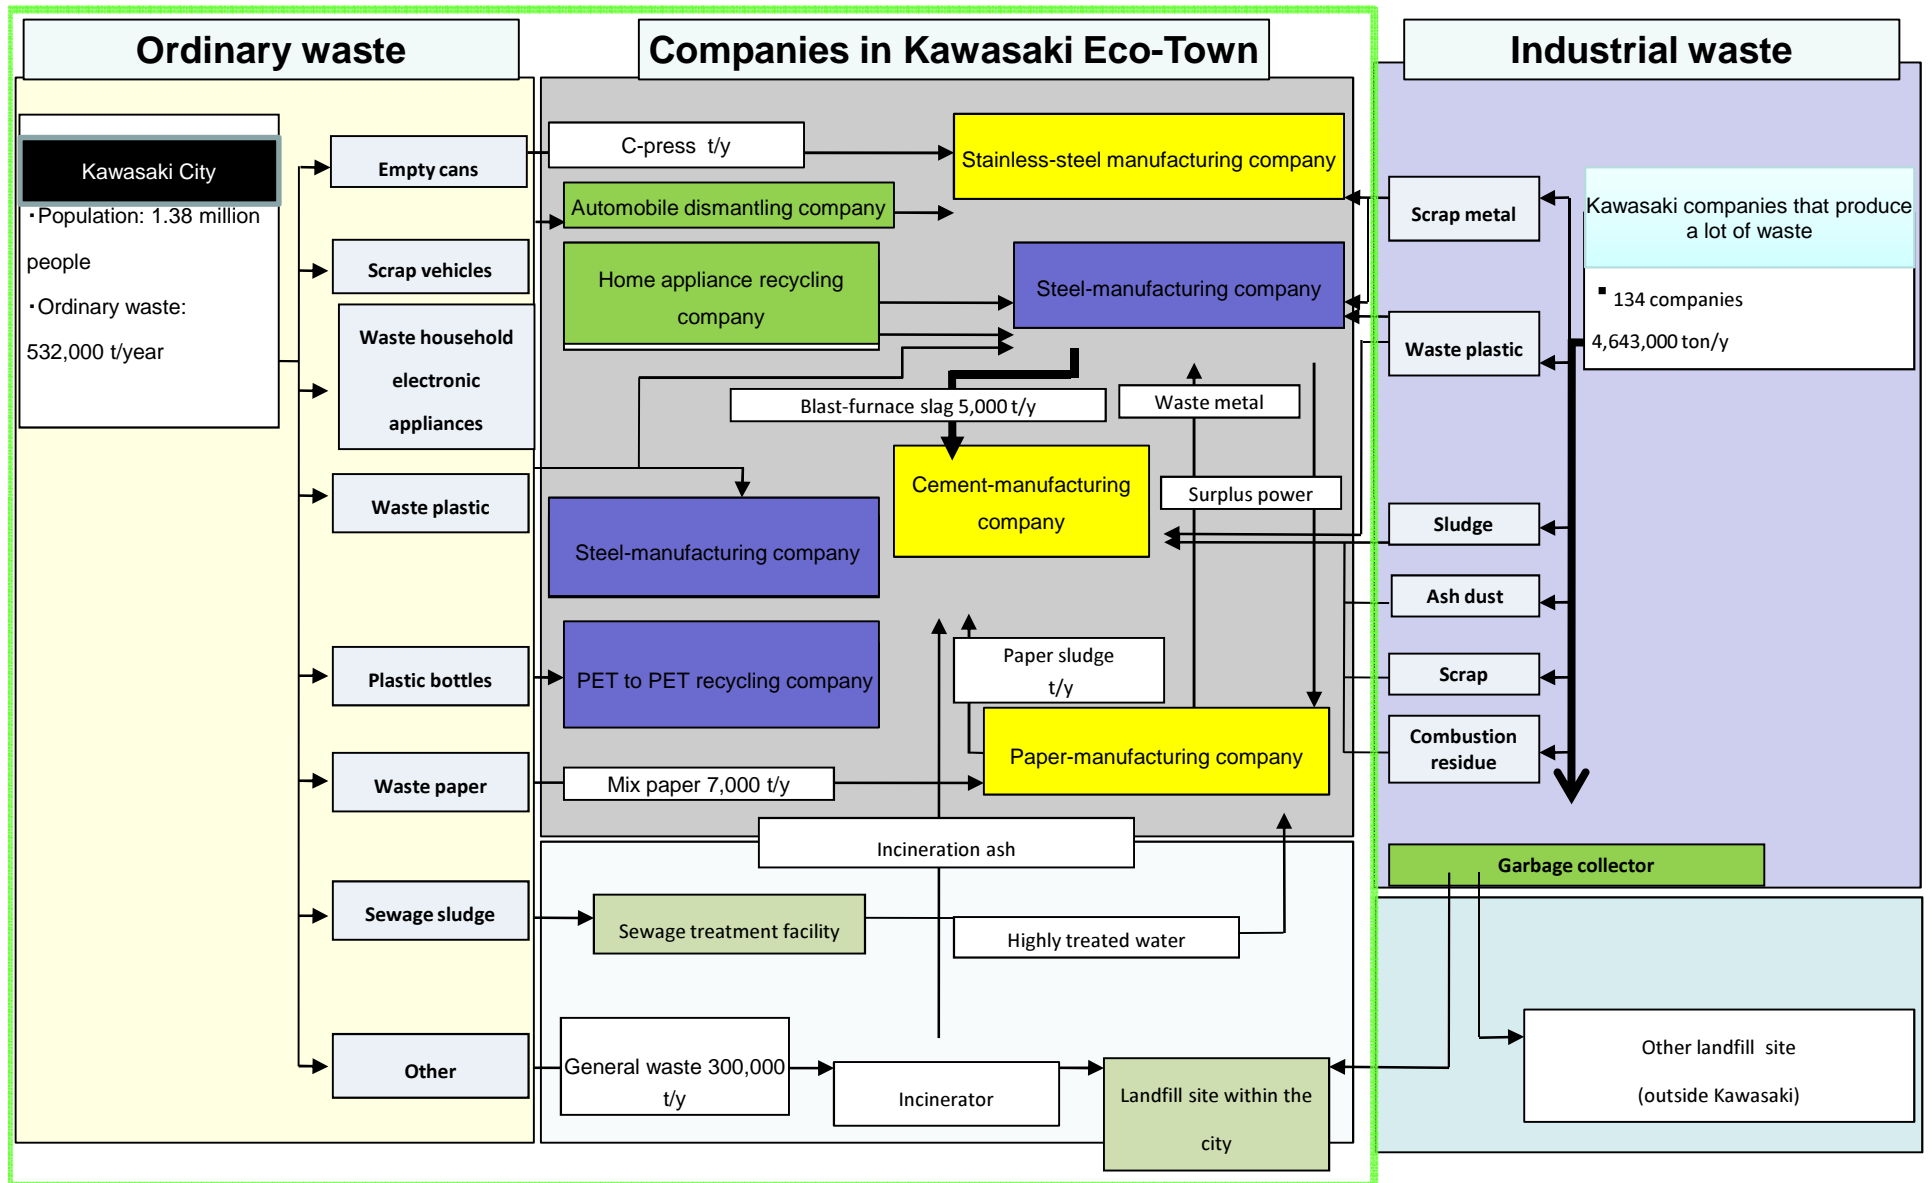 Ordinary waste
Companies in Kawasaki Eco-Town
Industrial waste
Kawasaki City
・Population: 1.38 million
people
・Ordinary waste:
532,000 t/year
Empty cans
Scrap vehicles
Waste household
electronic
appliances
Waste plastic
Plastic bottles
Waste paper
Sewage sludge
Other
C-press t/y
Stainless-steel manufacturing company
Automobile dismantling company
Home appliance recycling
company
Steel-manufacturing company
Blast-furnace slag 5,000 t/y
Waste metal
Cement-manufacturing
company
Surplus power
Steel-manufacturing company
PET to PET recycling company
Paper sludge
t/y
Paper-manufacturing company
Mix paper 7,000 t/y
Incineration ash
Sewage treatment facility
Highly treated water
General waste 300,000
t/y
Incinerator
Landfill site within the
city
Scrap metal
Waste plastic
Sludge
Ash dust
Scrap
Combustion
residue
Kawasaki companies that produce
a lot of waste
▪ 134 companies
4,643,000 ton/y
Garbage collector
Other landfill site
(outside Kawasaki)